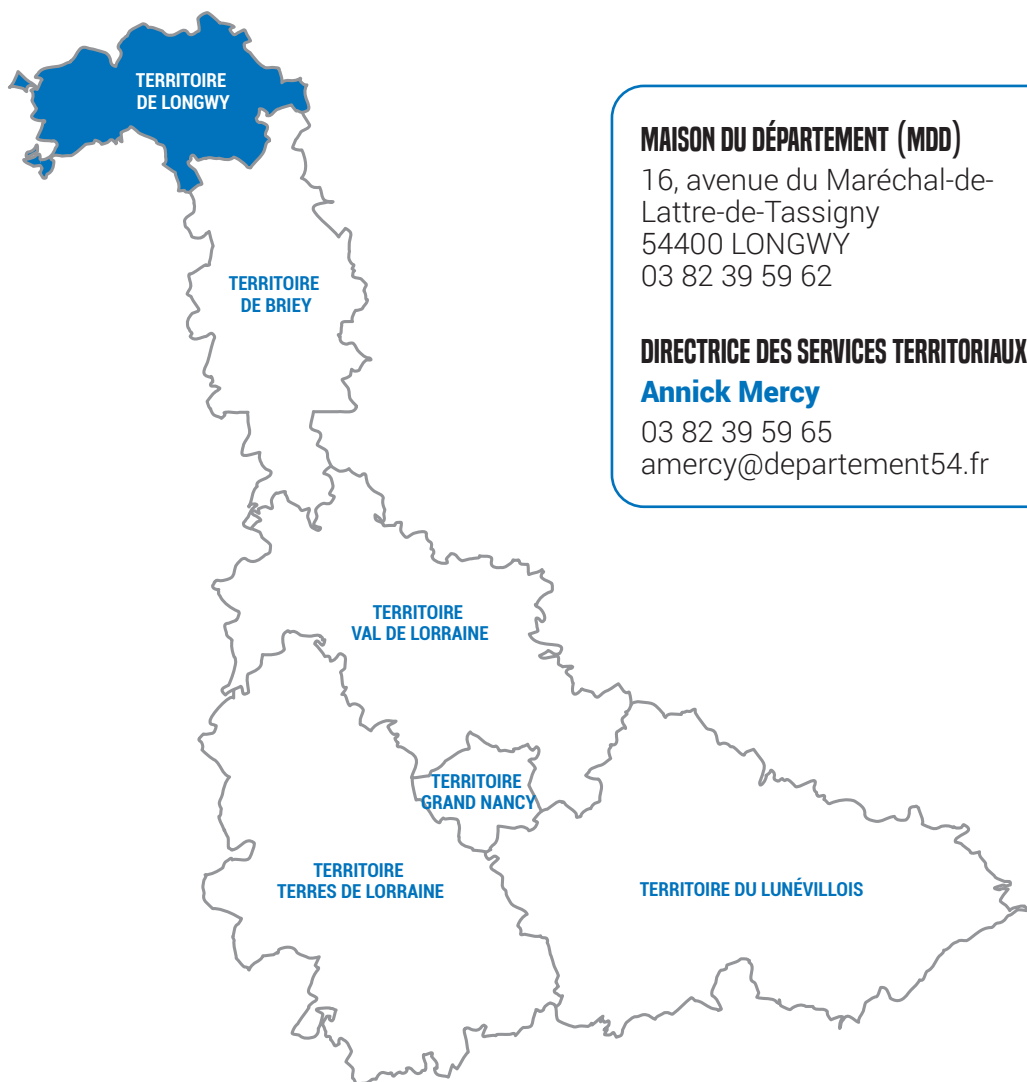 TERRITOIRE
DE LONGWY
MAISON DU DÉPARTEMENT (MDD)
16, avenue du Maréchal-de-
Lattre-de-Tassigny
54400 LONGWY
03 82 39 59 62
DIRECTRICE DES SERVICES TERRITORIAUX
Annick Mercy
03 82 39 59 65
amercy@departement54.fr
TERRITOIRE
DE BRIEY
TERRITOIRE
VAL DE LORRAINE
TERRITOIRE
GRAND NANCY
TERRITOIRE
TERRES DE LORRAINE
TERRITOIRE DU LUNÉVILLOIS